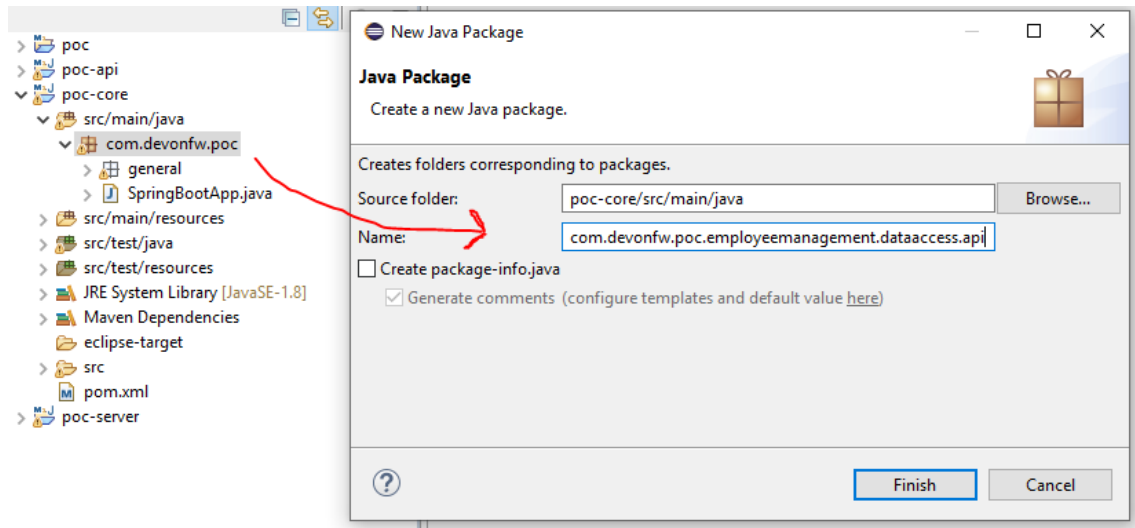 poc
poc-api
poc-core
src/main/java
com.devonfw.poc
general
SpringBootApp.java
src/main/resources
src/test/java
src/test/resources
JRE System Library [JavaSE-1.8]
Maven Dependencies
eclipse-target
src
pom.xml
poc-server
New Java Package
Java Package
Create a new Java package.
Creates folders corresponding to packages.
Source folder: poc-core/src/main/java Browse...
Name: com.devonfw.poc.employeemanagement.dataaccess.api
Create package-info.java
Generate comments (configure templates and default value here)
Finish Cancel